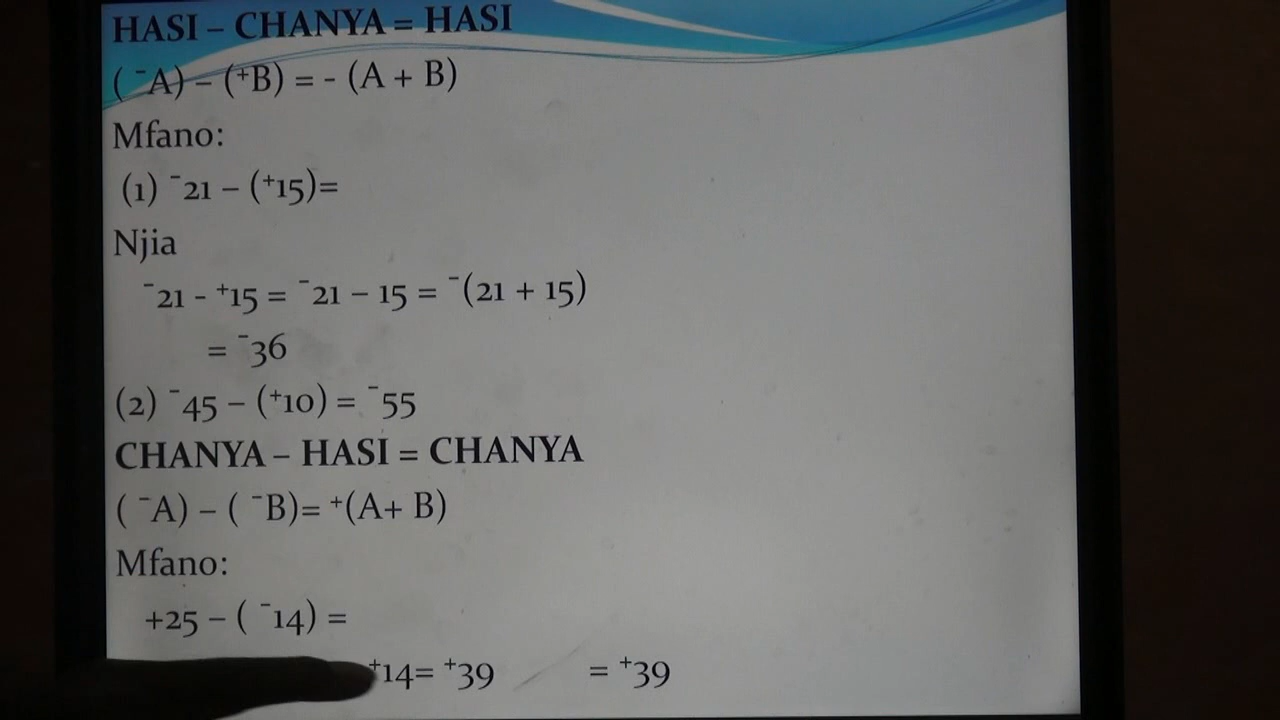 HASI – CHANYA = HASI
( ⁻A) – (⁺B) = - (A + B)
Mfano:
(1) ⁻21 – (⁺15)=
Njia
⁻21 - ⁺15 = ⁻21 – 15 = ⁻(21 + 15)
= ⁻36
(2) ⁻45 – (⁺10) = ⁻55
CHANYA – HASI = CHANYA
( ⁻A) – ( ⁻B)= ⁺(A+ B)
Mfano:
+25 – ( ⁻14) =
⁺14= ⁺39 = ⁺39